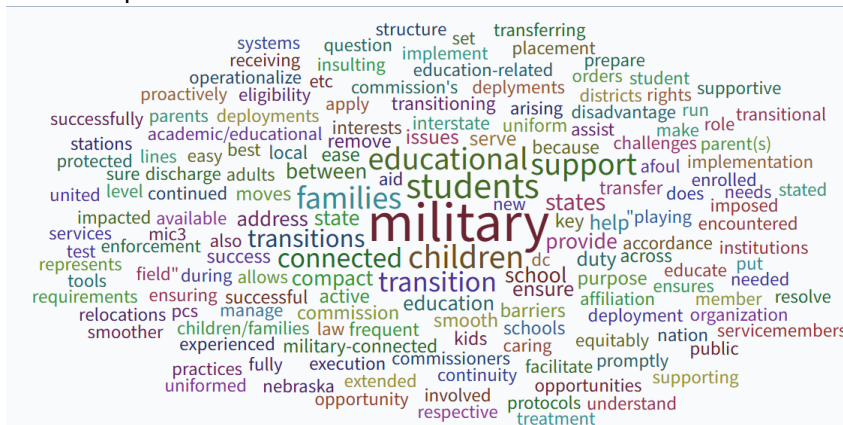 structure set transferring
systems question implement placement
receiving insulting education-related prepare
operationalize etc commission's deplyments orders student
proactively eligibility apply transitioning arising districts rights supportive
successfully parents deployments interests interstate uniform disadvantage run role transitional
stations academic/educational remove issues serve because assist make challenges parent(s)
protected lines easy best local ease between educational support afoul implementation
sure discharge adults aid students transfer does enrolled
united level continued moves families new states needs stated
impacted available address state military key help "playing imposed encountered
services mic3 also transitions provide accordance institutions
test enforcement success connected children dc duty across
represents field" during allows compact transition school purpose educate put
tools ensure ensures needed
requirements ensuring successful active education barriers affiliation member resolve
relocations pcs manage commission smooth schools deployment organization
smoother children/families law frequent kids caring equitably nation servicemembers
experienced military-connected commissioners facilitate promptly public
practices fully execution continuity opportunities supporting
uniformed nebraska extended involved protocols understand
opportunity respective treatment